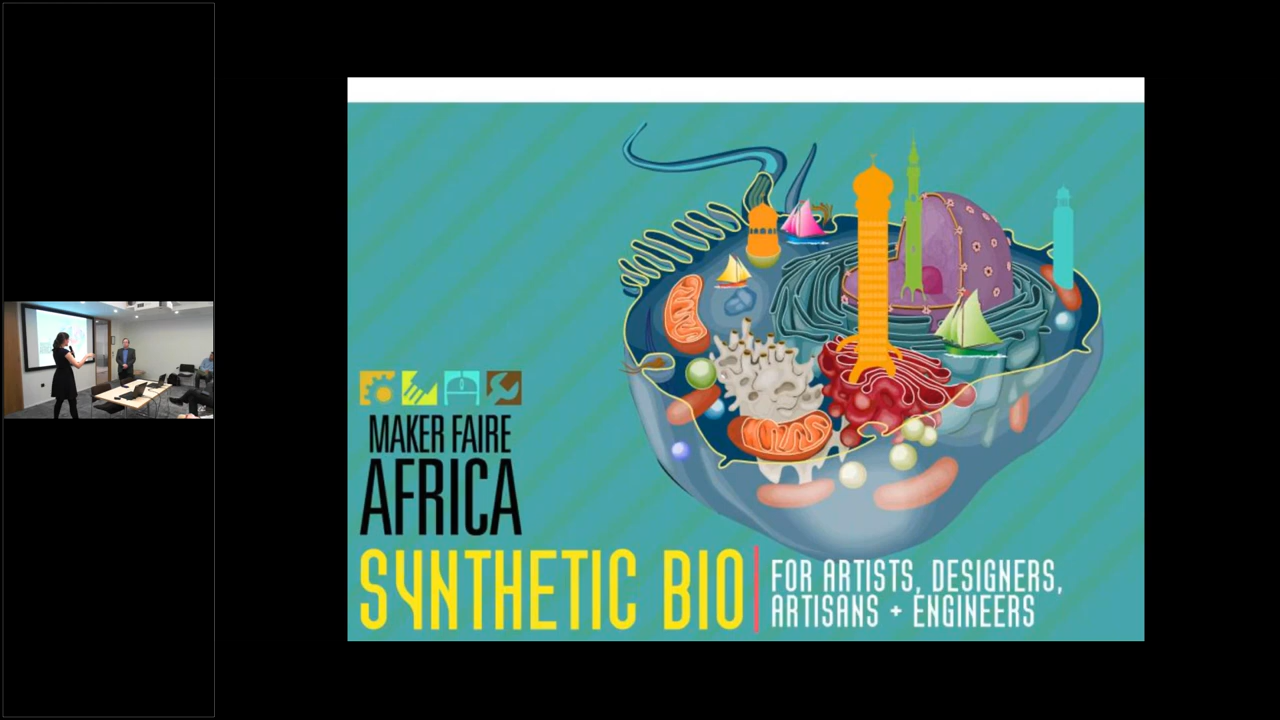 MAKER FAIRE
AFRICA
SYNTHETIC BIO
FOR ARTISTS, DESIGNERS,
ARTISANS + ENGINEERS